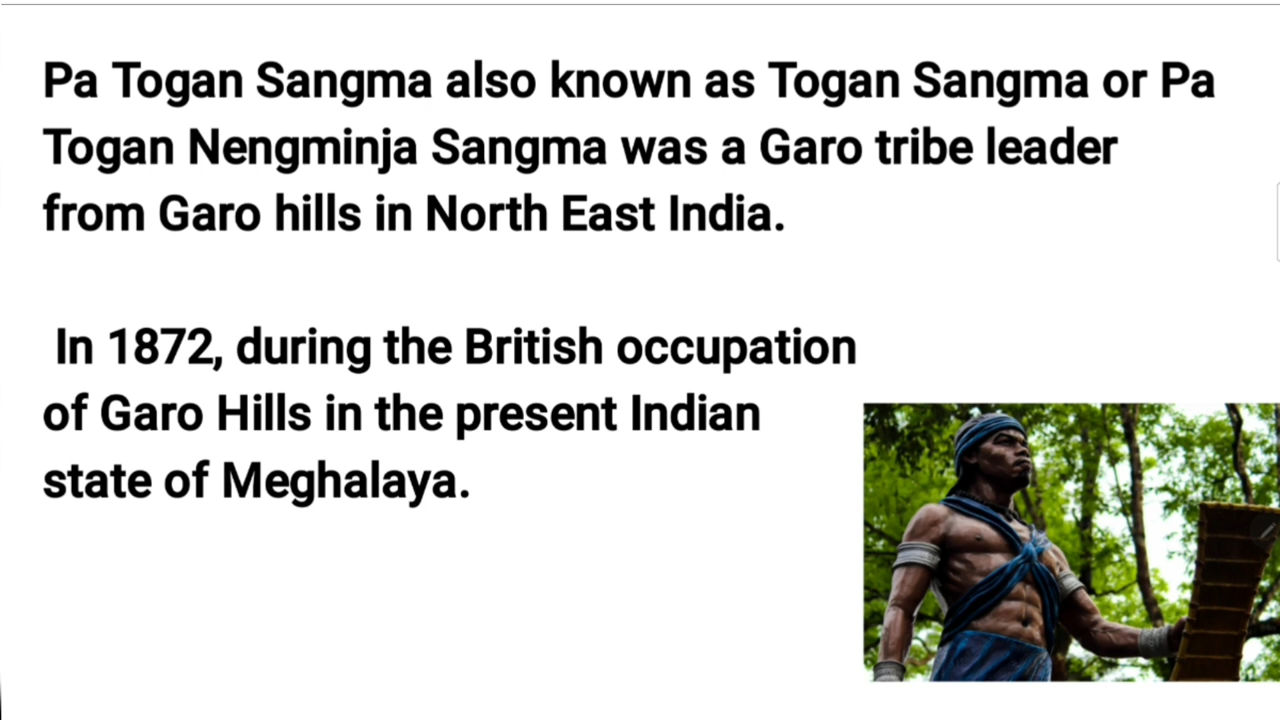 Pa Togan Sangma also known as Togan Sangma or Pa
Togan Nengminja Sangma was a Garo tribe leader
from Garo hills in North East India.
In 1872, during the British occupation
of Garo Hills in the present Indian
state of Meghalaya.